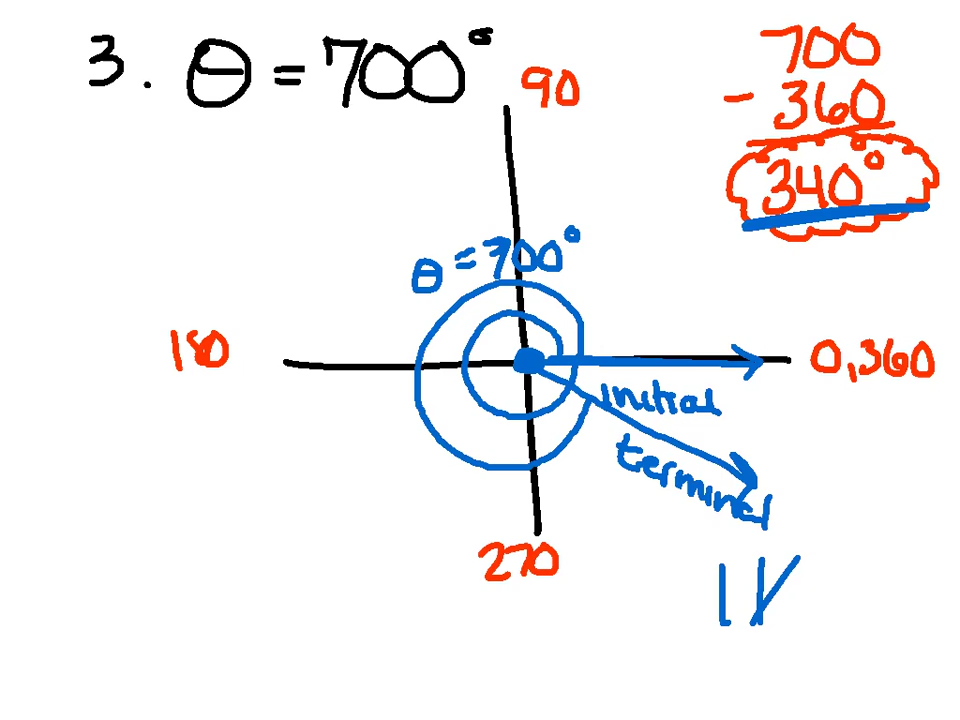 3. θ = 700°
700
- 360
340°
90
θ = 700°
180
0,360
initial
terminal
270
IV